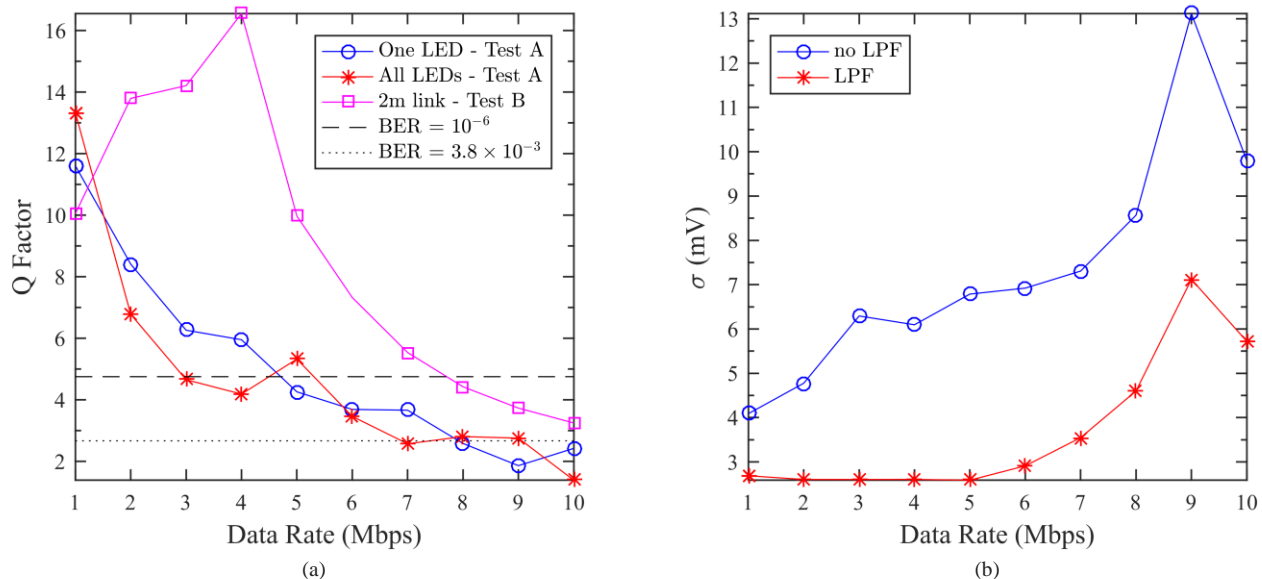 16
14
12
10
8
6
4
2
Q Factor
One LED - Test A
All LEDs - Test A
2m link - Test B
BER = 10⁻⁶
BER = 3.8 × 10⁻³
1 2 3 4 5 6 7 8 9 10
Data Rate (Mbps)
(a)
13
12
11
10
9
8
7
6
5
4
3
σ (mV)
no LPF
LPF
1 2 3 4 5 6 7 8 9 10
Data Rate (Mbps)
(b)